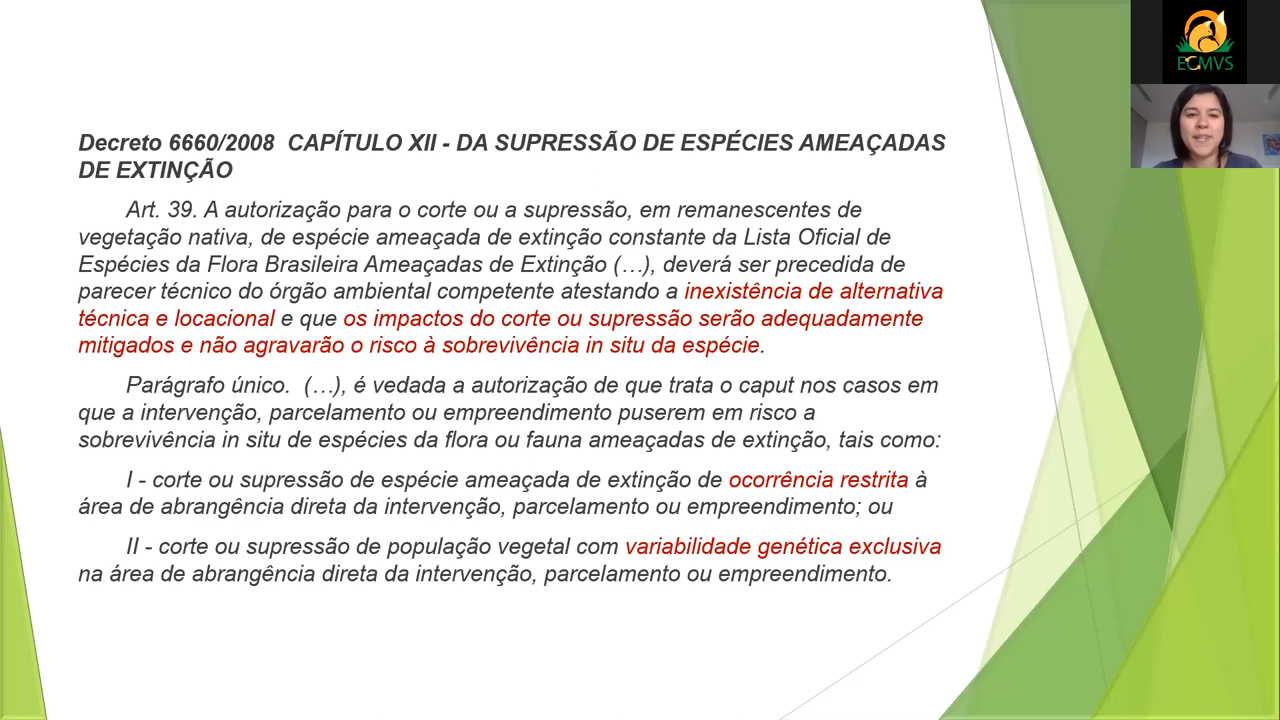 Decreto 6660/2008 CAPÍTULO XII - DA SUPRESSÃO DE ESPÉCIES AMEAÇADAS
DE EXTINÇÃO
Art. 39. A autorização para o corte ou a supressão, em remanescentes de
vegetação nativa, de espécie ameaçada de extinção constante da Lista Oficial de
Espécies da Flora Brasileira Ameaçadas de Extinção (…), deverá ser precedida de
parecer técnico do órgão ambiental competente atestando a inexistência de alternativa
técnica e locacional e que os impactos do corte ou supressão serão adequadamente
mitigados e não agravarão o risco à sobrevivência in situ da espécie.
Parágrafo único. (…), é vedada a autorização de que trata o caput nos casos em
que a intervenção, parcelamento ou empreendimento puserem em risco a
sobrevivência in situ de espécies da flora ou fauna ameaçadas de extinção, tais como:
I - corte ou supressão de espécie ameaçada de extinção de ocorrência restrita à
área de abrangência direta da intervenção, parcelamento ou empreendimento; ou
II - corte ou supressão de população vegetal com variabilidade genética exclusiva
na área de abrangência direta da intervenção, parcelamento ou empreendimento.
EGMVS